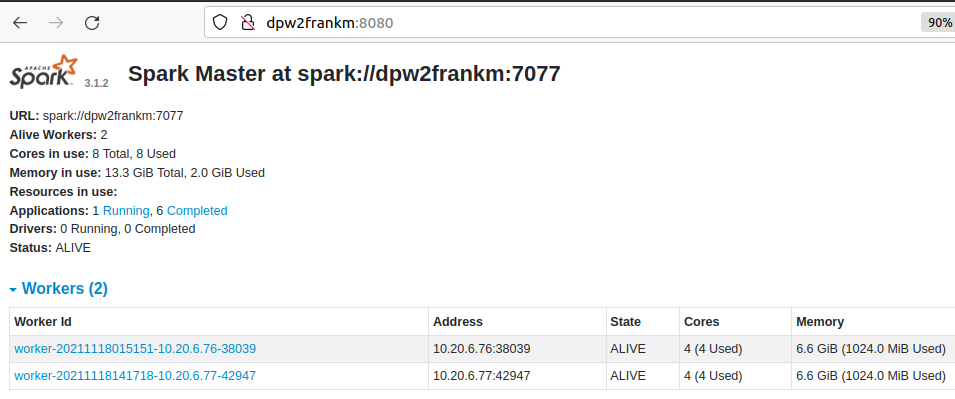 dpw2frankm:8080
90%
APACHE
Spark 3.1.2 Spark Master at spark://dpw2frankm:7077
URL: spark://dpw2frankm:7077
Alive Workers: 2
Cores in use: 8 Total, 8 Used
Memory in use: 13.3 GiB Total, 2.0 GiB Used
Resources in use:
Applications: 1 Running, 6 Completed
Drivers: 0 Running, 0 Completed
Status: ALIVE
Workers (2)
Worker Id Address State Cores Memory
worker-20211118015151-10.20.6.76-38039 10.20.6.76:38039 ALIVE 4 (4 Used) 6.6 GiB (1024.0 MiB Used)
worker-20211118141718-10.20.6.77-42947 10.20.6.77:42947 ALIVE 4 (4 Used) 6.6 GiB (1024.0 MiB Used)